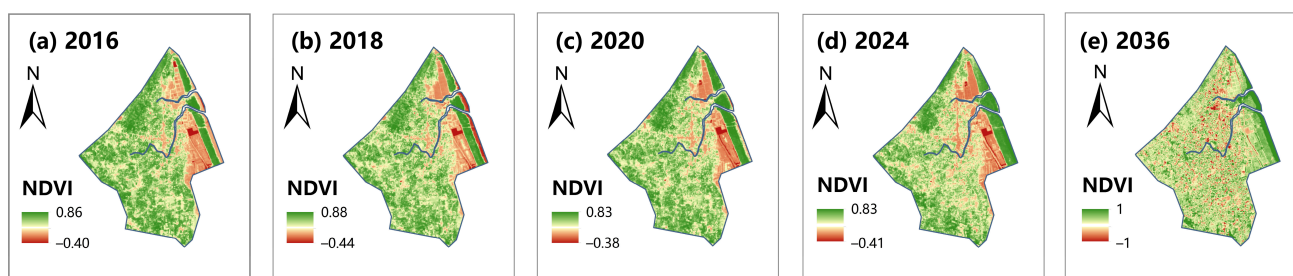 (a) 2016
N
NDVI
0.86
–0.40
(b) 2018
N
NDVI
0.88
–0.44
(c) 2020
N
NDVI
0.83
–0.38
(d) 2024
N
NDVI
0.83
–0.41
(e) 2036
N
NDVI
1
–1